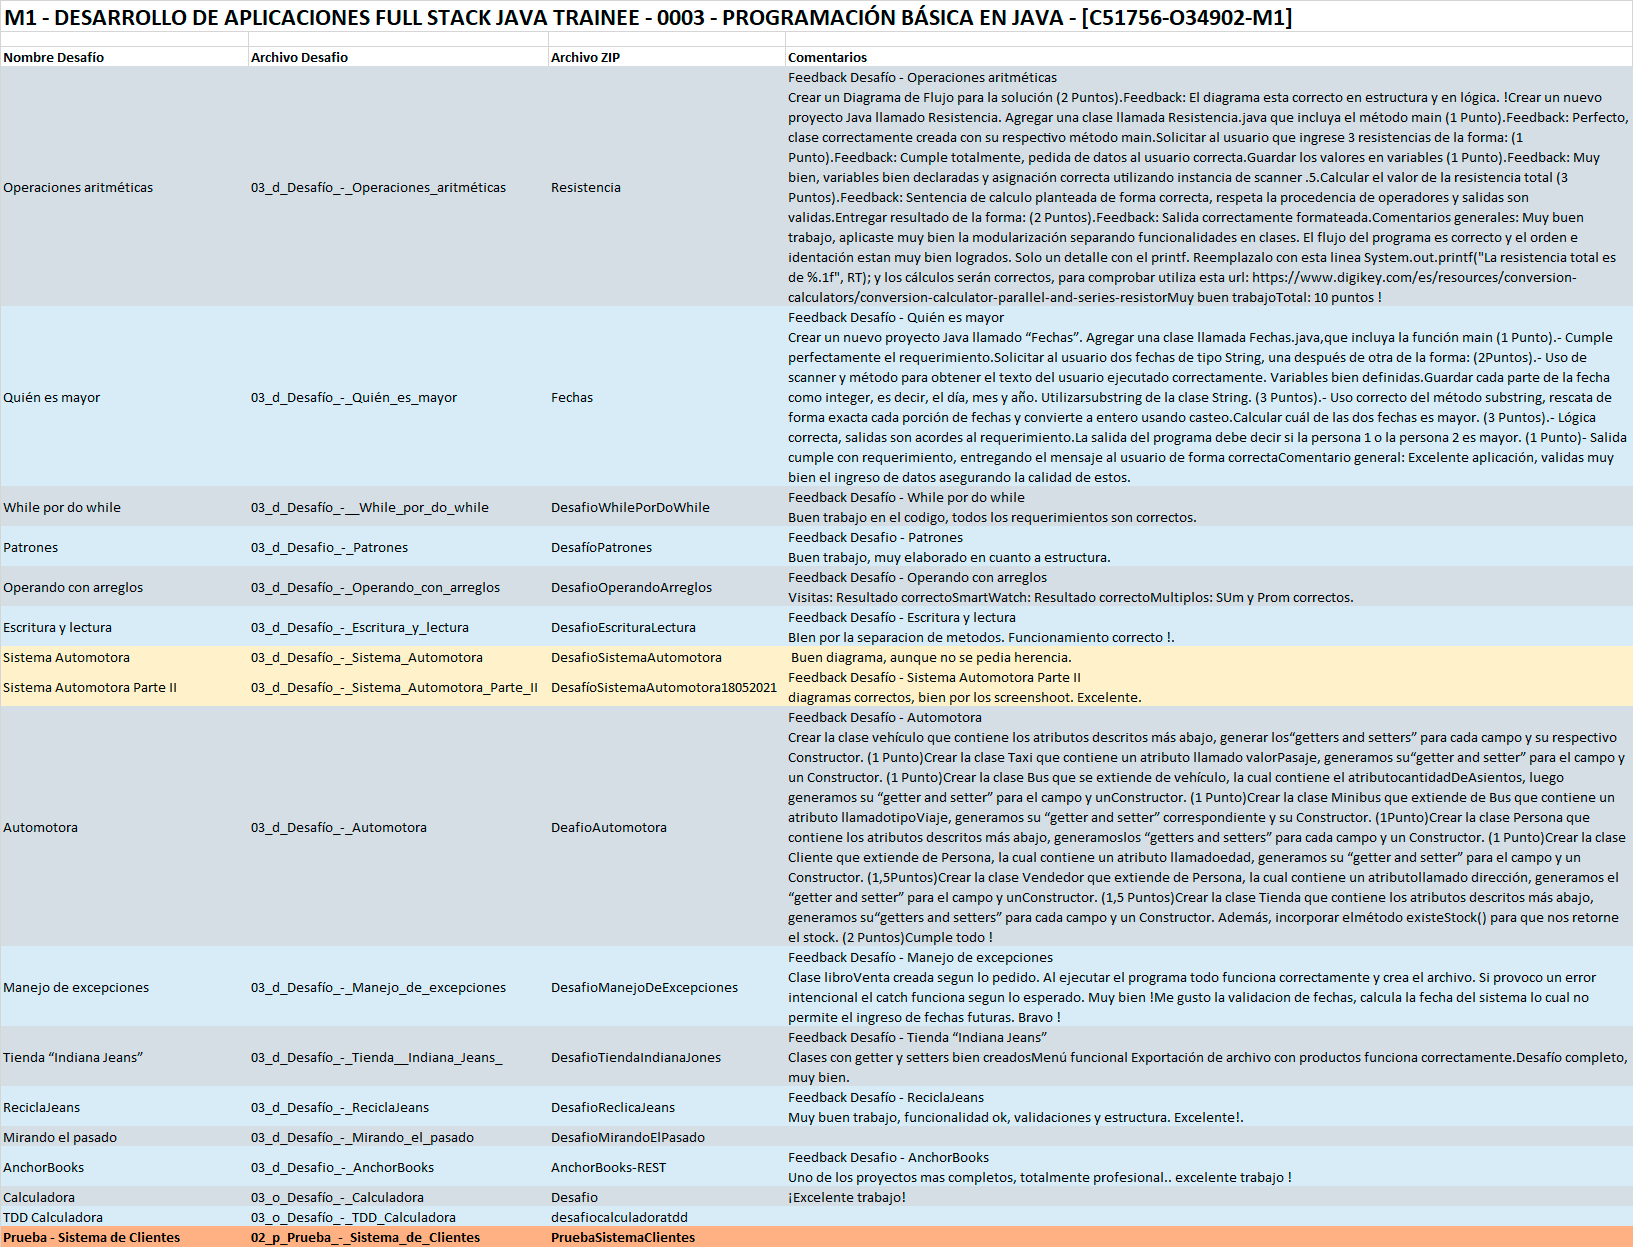 M1 - DESARROLLO DE APLICACIONES FULL STACK JAVA TRAINEE - 0003 - PROGRAMACIÓN BÁSICA EN JAVA - [C51756-O34902-M1]
Nombre Desafío Archivo Desafio Archivo ZIP Comentarios
Feedback Desafío - Operaciones aritméticas
Crear un Diagrama de Flujo para la solución (2 Puntos).Feedback: El diagrama esta correcto en estructura y en lógica. !Crear un nuevo
proyecto Java llamado Resistencia. Agregar una clase llamada Resistencia.java que incluya el método main (1 Punto).Feedback: Perfecto,
clase correctamente creada con su respectivo método main.Solicitar al usuario que ingrese 3 resistencias de la forma: (1
Punto).Feedback: Cumple totalmente, pedida de datos al usuario correcta.Guardar los valores en variables (1 Punto).Feedback: Muy
Operaciones aritméticas 03_d_Desafío_-_Operaciones_aritméticas Resistencia bien, variables bien declaradas y asignación correcta utilizando instancia de scanner .5.Calcular el valor de la resistencia total (3
Puntos).Feedback: Sentencia de calculo planteada de forma correcta, respeta la procedencia de operadores y salidas son
validas.Entregar resultado de la forma: (2 Puntos).Feedback: Salida correctamente formateada.Comentarios generales: Muy buen
trabajo, aplicaste muy bien la modularización separando funcionalidades en clases. El flujo del programa es correcto y el orden e
identación estan muy bien logrados. Solo un detalle con el printf. Reemplazalo con esta linea System.out.printf("La resistencia total es
de %.1f", RT); y los cálculos serán correctos, para comprobar utiliza esta url: https://www.digikey.com/es/resources/conversion-
calculators/conversion-calculator-parallel-and-series-resistorMuy buen trabajoTotal: 10 puntos !
Feedback Desafío - Quién es mayor
Crear un nuevo proyecto Java llamado “Fechas”. Agregar una clase llamada Fechas.java,que incluya la función main (1 Punto).- Cumple
perfectamente el requerimiento.Solicitar al usuario dos fechas de tipo String, una después de otra de la forma: (2Puntos).- Uso de
scanner y método para obtener el texto del usuario ejecutado correctamente. Variables bien definidas.Guardar cada parte de la fecha
Quién es mayor 03_d_Desafío_-_Quién_es_mayor Fechas como integer, es decir, el día, mes y año. Utilizarsubstring de la clase String. (3 Puntos).- Uso correcto del método substring, rescata de
forma exacta cada porción de fechas y convierte a entero usando casteo.Calcular cuál de las dos fechas es mayor. (3 Puntos).- Lógica
correcta, salidas son acordes al requerimiento.La salida del programa debe decir si la persona 1 o la persona 2 es mayor. (1 Punto)- Salida
cumple con requerimiento, entregando el mensaje al usuario de forma correctaComentario general: Excelente aplicación, validas muy
bien el ingreso de datos asegurando la calidad de estos.
Feedback Desafío - While por do while
While por do while 03_d_Desafío_-__While_por_do_while DesafioWhilePorDoWhile
Buen trabajo en el codigo, todos los requerimientos son correctos.
Feedback Desafio - Patrones
Patrones 03_d_Desafio_-_Patrones DesafíoPatrones
Buen trabajo, muy elaborado en cuanto a estructura.
Feedback Desafío - Operando con arreglos
Operando con arreglos 03_d_Desafío_-_Operando_con_arreglos DesafioOperandoArreglos
Visitas: Resultado correctoSmartWatch: Resultado correctoMultiplos: SUm y Prom correctos.
Feedback Desafío - Escritura y lectura
Escritura y lectura 03_d_Desafío_-_Escritura_y_lectura DesafioEscrituraLectura
BIen por la separacion de metodos. Funcionamiento correcto !.
Sistema Automotora 03_d_Desafío_-_Sistema_Automotora DesafioSistemaAutomotora Buen diagrama, aunque no se pedia herencia.
Feedback Desafío - Sistema Automotora Parte II
Sistema Automotora Parte II 03_d_Desafío_-_Sistema_Automotora_Parte_II DesafíoSistemaAutomotora18052021
diagramas correctos, bien por los screenshoot. Excelente.
Feedback Desafío - Automotora
Crear la clase vehículo que contiene los atributos descritos más abajo, generar los“getters and setters” para cada campo y su respectivo
Constructor. (1 Punto)Crear la clase Taxi que contiene un atributo llamado valorPasaje, generamos su“getter and setter” para el campo y
un Constructor. (1 Punto)Crear la clase Bus que se extiende de vehículo, la cual contiene el atributocantidadDeAsientos, luego
generamos su “getter and setter” para el campo y unConstructor. (1 Punto)Crear la clase Minibus que extiende de Bus que contiene un
atributo llamadotipoViaje, generamos su “getter and setter” correspondiente y su Constructor. (1Punto)Crear la clase Persona que
Automotora 03_d_Desafío_-_Automotora DeafioAutomotora contiene los atributos descritos más abajo, generamoslos “getters and setters” para cada campo y un Constructor. (1 Punto)Crear la clase
Cliente que extiende de Persona, la cual contiene un atributo llamadoedad, generamos su “getter and setter” para el campo y un
Constructor. (1,5Puntos)Crear la clase Vendedor que extiende de Persona, la cual contiene un atributollamado dirección, generamos el
“getter and setter” para el campo y unConstructor. (1,5 Puntos)Crear la clase Tienda que contiene los atributos descritos más abajo,
generamos su“getters and setters” para cada campo y un Constructor. Además, incorporar elmétodo existeStock() para que nos retorne
el stock. (2 Puntos)Cumple todo !
Feedback Desafío - Manejo de excepciones
Clase libroVenta creada segun lo pedido. Al ejecutar el programa todo funciona correctamente y crea el archivo. Si provoco un error
Manejo de excepciones 03_d_Desafío_-_Manejo_de_excepciones DesafioManejoDeExcepciones
intencional el catch funciona segun lo esperado. Muy bien !Me gusto la validacion de fechas, calcula la fecha del sistema lo cual no
permite el ingreso de fechas futuras. Bravo !
Feedback Desafío - Tienda “Indiana Jeans”
Tienda “Indiana Jeans” 03_d_Desafío_-_Tienda__Indiana_Jeans_ DesafioTiendaIndianaJones Clases con getter y setters bien creadosMenú funcional Exportación de archivo con productos funciona correctamente.Desafío completo,
muy bien.
Feedback Desafío - ReciclaJeans
ReciclaJeans 03_d_Desafío_-_ReciclaJeans DesafioReclicaJeans
Muy buen trabajo, funcionalidad ok, validaciones y estructura. Excelente!.
Mirando el pasado 03_d_Desafío_-_Mirando_el_pasado DesafioMirandoElPasado
Feedback Desafio - AnchorBooks
AnchorBooks 03_d_Desafio_-_AnchorBooks AnchorBooks-REST
Uno de los proyectos mas completos, totalmente profesional.. excelente trabajo !
Calculadora 03_o_Desafío_-_Calculadora Desafio ¡Excelente trabajo!
TDD Calculadora 03_o_Desafío_-_TDD_Calculadora desafiocalculadoratdd
Prueba - Sistema de Clientes 02_p_Prueba_-_Sistema_de_Clientes PruebaSistemaClientes